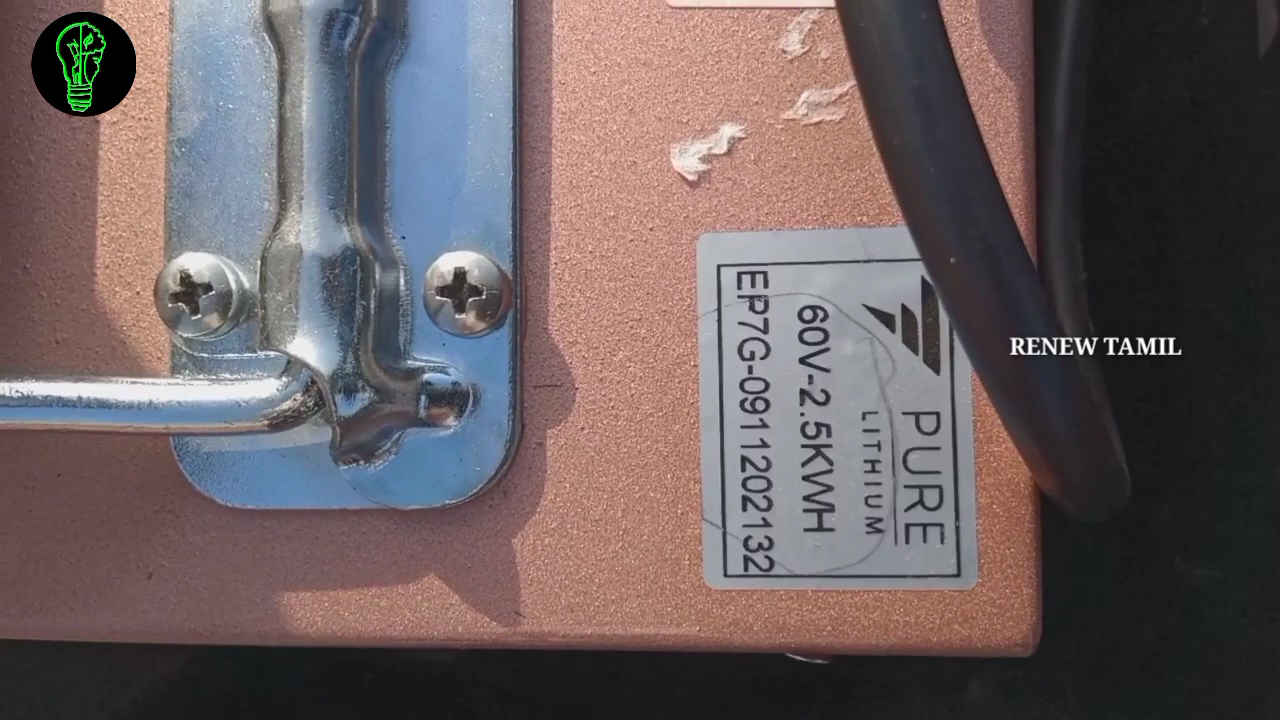 PURE
LITHIUM
60V-2.5KWH
EP7G-0911202132
RENEW TAMIL